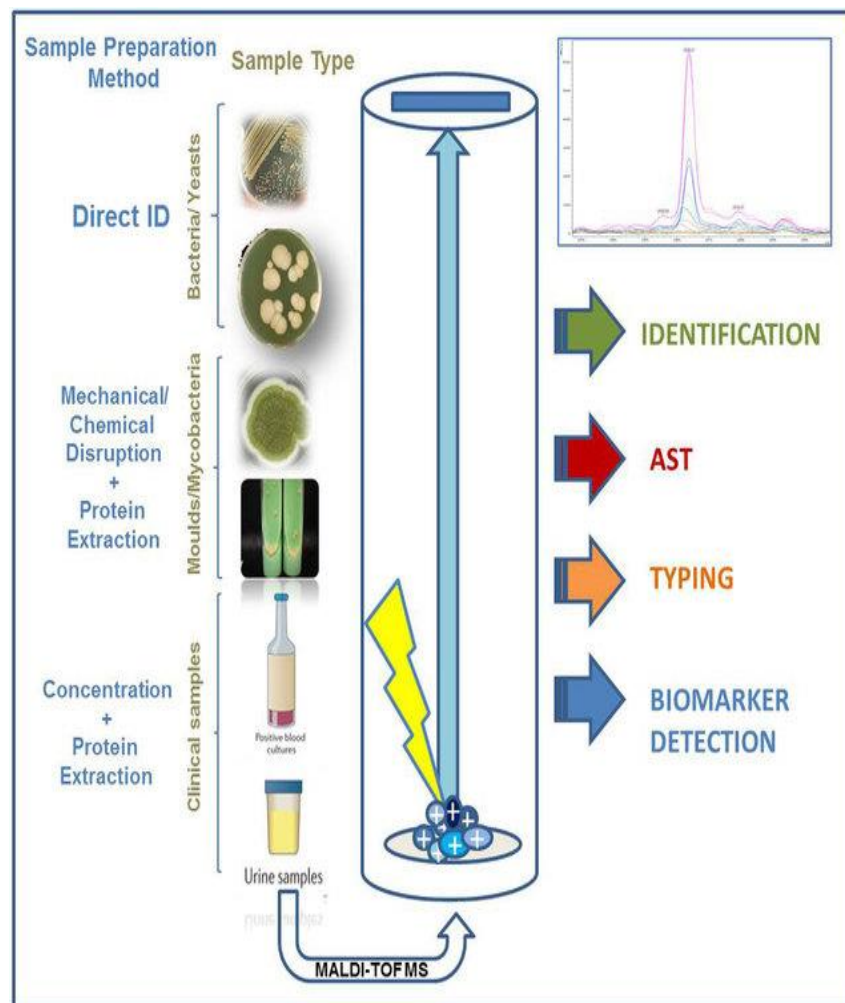 Sample Preparation
Method
Sample Type
Direct ID
Bacteria/ Yeasts
Mechanical/
Chemical
Disruption
+
Protein
Extraction
Moulds/Mycobacteria
Concentration
+
Protein
Extraction
Clinical samples
Positive blood
cultures
Urine samples
MALDI-TOF MS
IDENTIFICATION
AST
TYPING
BIOMARKER
DETECTION